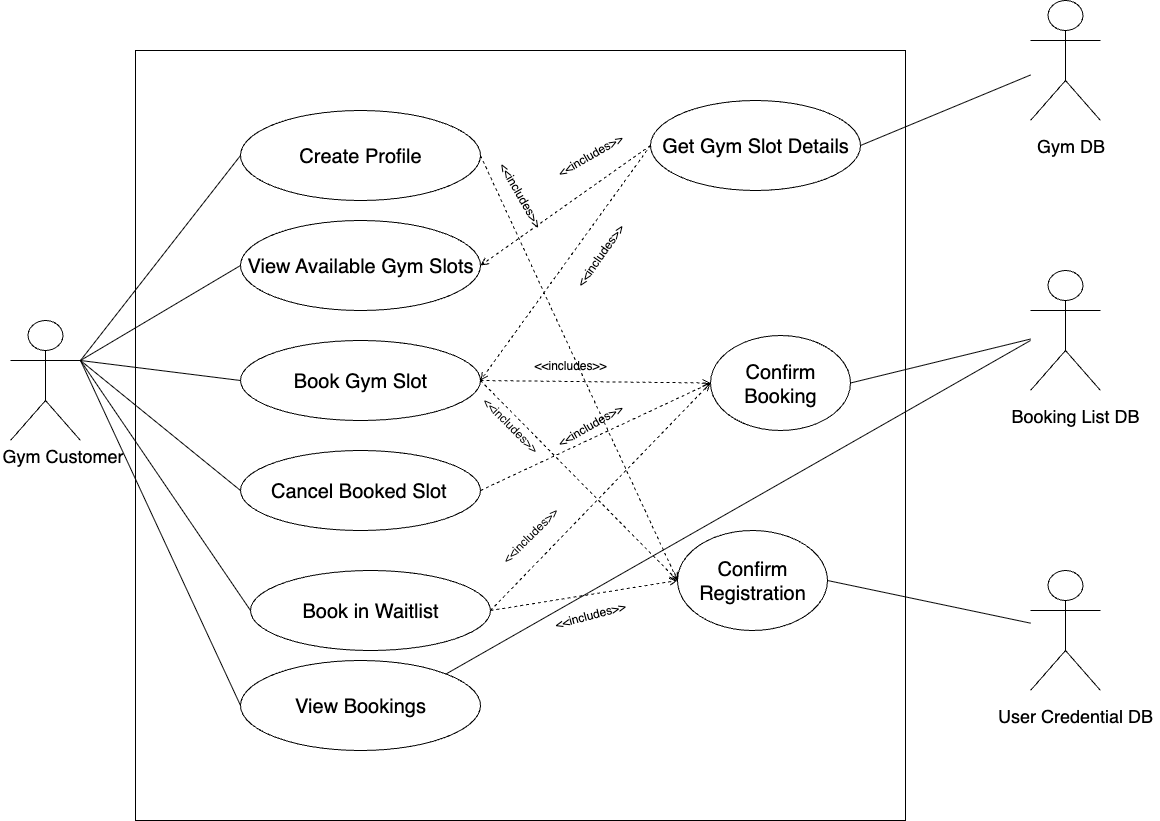 Gym DB
Create Profile
Get Gym Slot Details
<<includes>>
<<includes>>
View Available Gym Slots
<<includes>>
Book Gym Slot
<<includes>>
Confirm
Booking
Booking List DB
<<includes>>
<<includes>>
Gym Customer
Cancel Booked Slot
<<includes>>
Confirm
Registration
Book in Waitlist
<<includes>>
View Bookings
User Credential DB